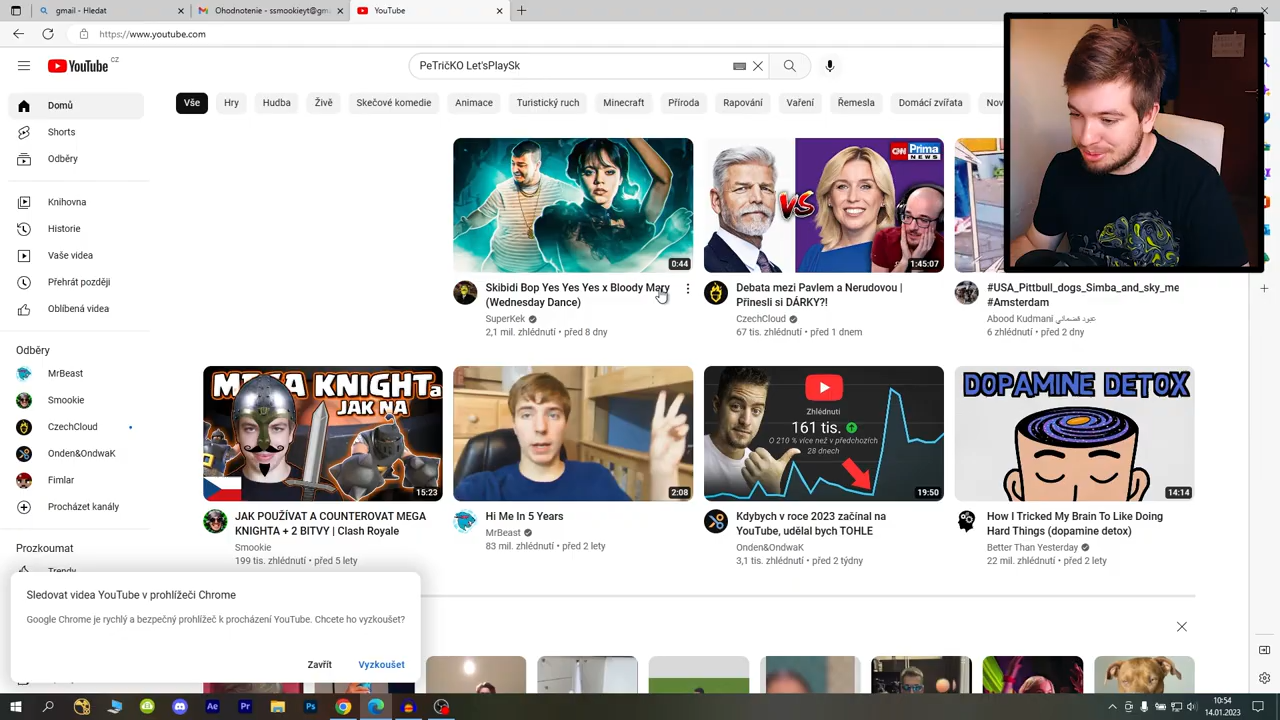 gmail - Hledat
Ohodnotenie - ssmookieyt@gm
YouTube
https://www.youtube.com
YouTube CZ
PeTričKO Let'sPlaySk
Vše
Hry
Hudba
Živě
Skečové komedie
Animace
Turistický ruch
Minecraft
Příroda
Rapování
Vaření
Řemesla
Domácí zvířata
Nov
Domů
Shorts
Odběry
Knihovna
Historie
Vaše videa
Přehrát později
Oblíbená videa
Odběry
MrBeast
Smookie
CzechCloud
Onden&OndwaK
Fimlar
Procházet kanály
Prozkoumat
Trendy
0:44
Skibidi Bop Yes Yes Yes x Bloody Mary
(Wednesday Dance)
SuperKek
2,1 mil. zhlédnutí • před 8 dny
VS
CNN Prima
NEWS
1:45:07
Debata mezi Pavlem a Nerudovou |
Přinesli si DÁRKY?!
CzechCloud
67 tis. zhlédnutí • před 1 dnem
#USA_Pittbull_dogs_Simba_and_sky_me
#Amsterdam
Abood Kudmani عبود قضماني
6 zhlédnutí • před 2 dny
MEGA KNIGHTa
JAK NA
15:23
JAK POUŽÍVAT A COUNTEROVAT MEGA
KNIGHTA + 2 BITVY | Clash Royale
Smookie
199 tis. zhlédnutí • před 5 lety
2:08
Hi Me In 5 Years
MrBeast
83 mil. zhlédnutí • před 2 lety
Zhlédnutí
161 tis.
O 210 % více než v předchozích
28 dnech
19:50
Kdybych v roce 2023 začínal na
YouTube, udělal bych TOHLE
Onden&OndwaK
3,1 tis. zhlédnutí • před 2 týdny
DOPAMINE DETOX
14:14
How I Tricked My Brain To Like Doing
Hard Things (dopamine detox)
Better Than Yesterday
22 mil. zhlédnutí • před 2 lety
Sledovat videa YouTube v prohlížeči Chrome
Google Chrome je rychlý a bezpečný prohlížeč k procházení YouTube. Chcete ho vyzkoušet?
Zavřít
Vyzkoušet
Ae
Pr
Ps
10:54
14.01.2023